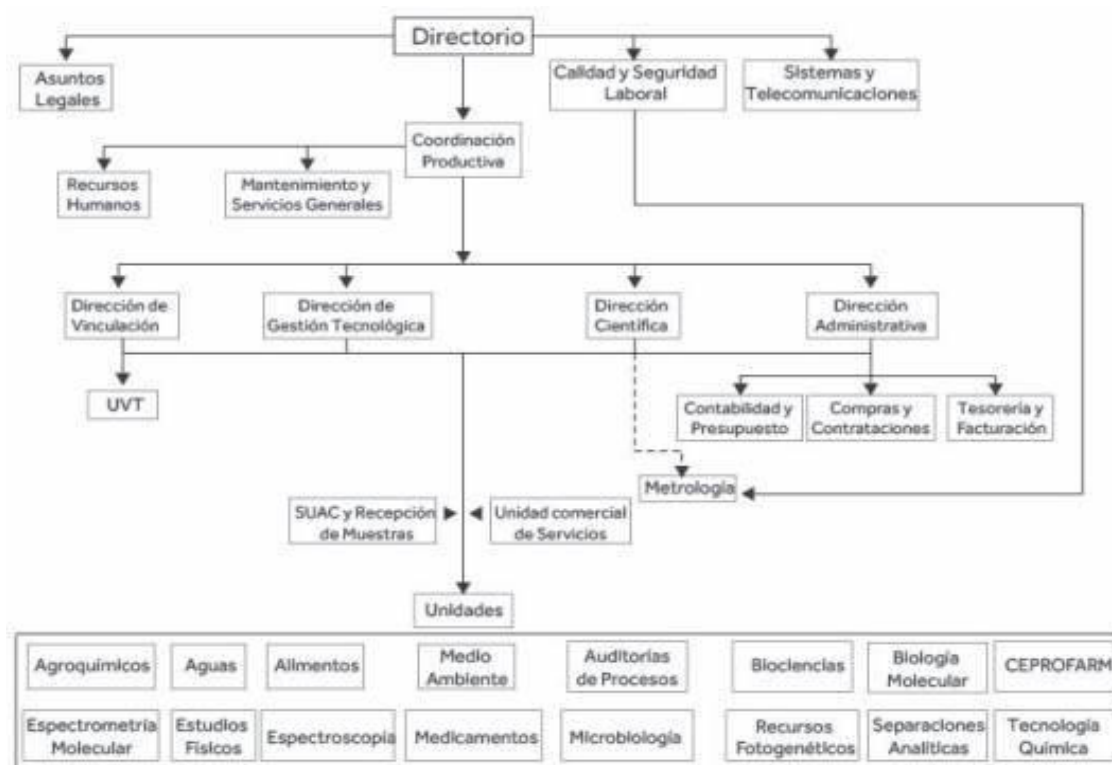 Directorio
Asuntos
Legales
Calidad y Seguridad
Laboral
Sistemas y
Telecomunicaciones
Coordinación
Productiva
Recursos
Humanos
Mantenimiento y
Servicios Generales
Dirección de
Vinculación
Dirección de
Gestión Tecnológica
Dirección
Científica
Dirección
Administrativa
UVT
Contabilidad y
Presupuesto
Compras y
Contrataciones
Tesorería y
Facturación
Metrología
SUAC y Recepción
de Muestras
Unidad comercial
de Servicios
Unidades
Agroquímicos
Aguas
Alimentos
Medio
Ambiente
Auditorías
de Procesos
Biociencias
Biología
Molecular
CEPROFARM
Espectrometría
Molecular
Estudios
Físicos
Espectroscopia
Medicamentos
Microbiología
Recursos
Fotogenéticos
Separaciones
Analíticas
Tecnología
Química